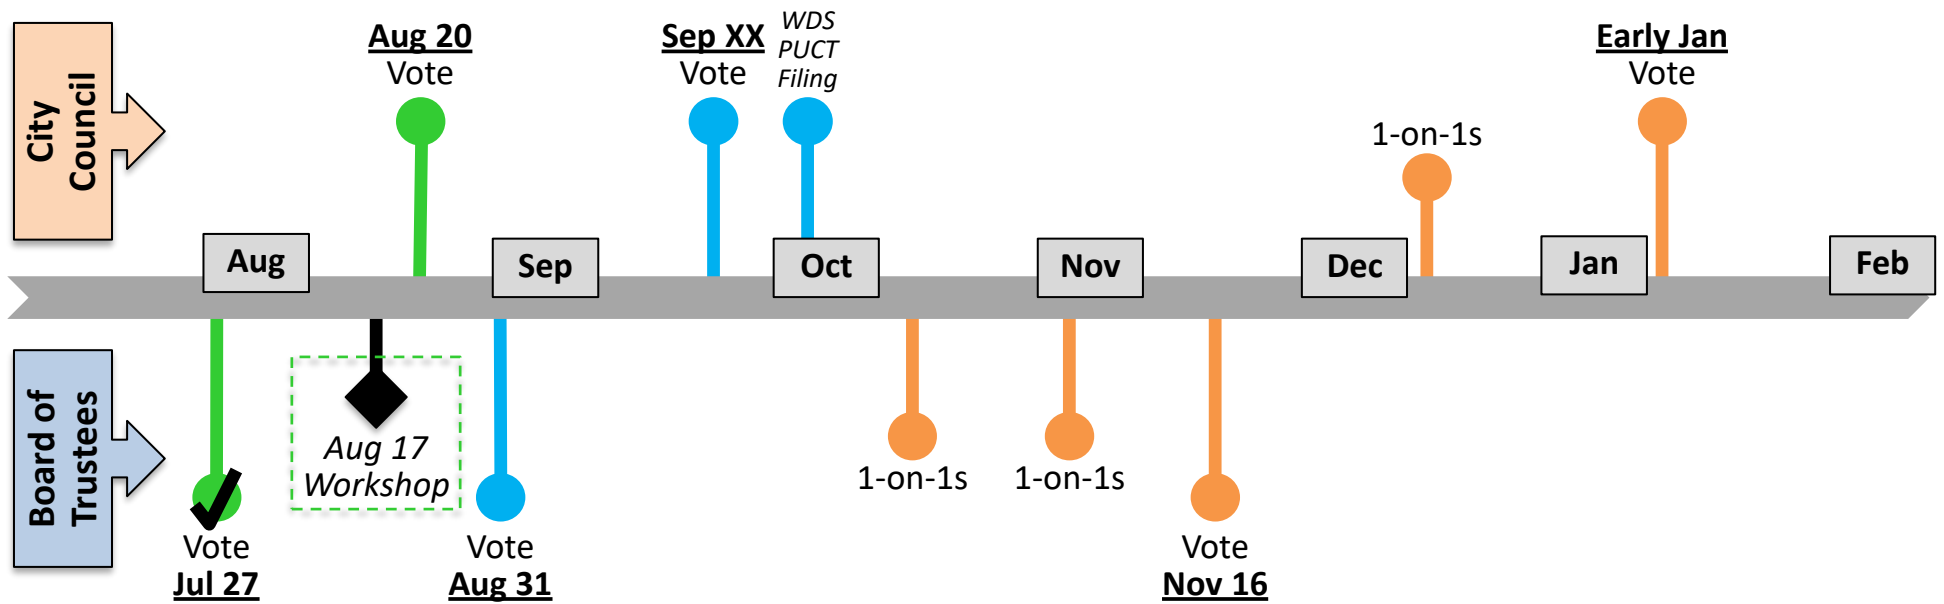 City
Council
Aug 20
Vote
Sep XX
Vote
WDS
PUCT
Filing
1-on-1s
Early Jan
Vote
Aug
Sep
Oct
Nov
Dec
Jan
Feb
Board of
Trustees
Vote
Jul 27
Aug 17
Workshop
Vote
Aug 31
1-on-1s
1-on-1s
Vote
Nov 16